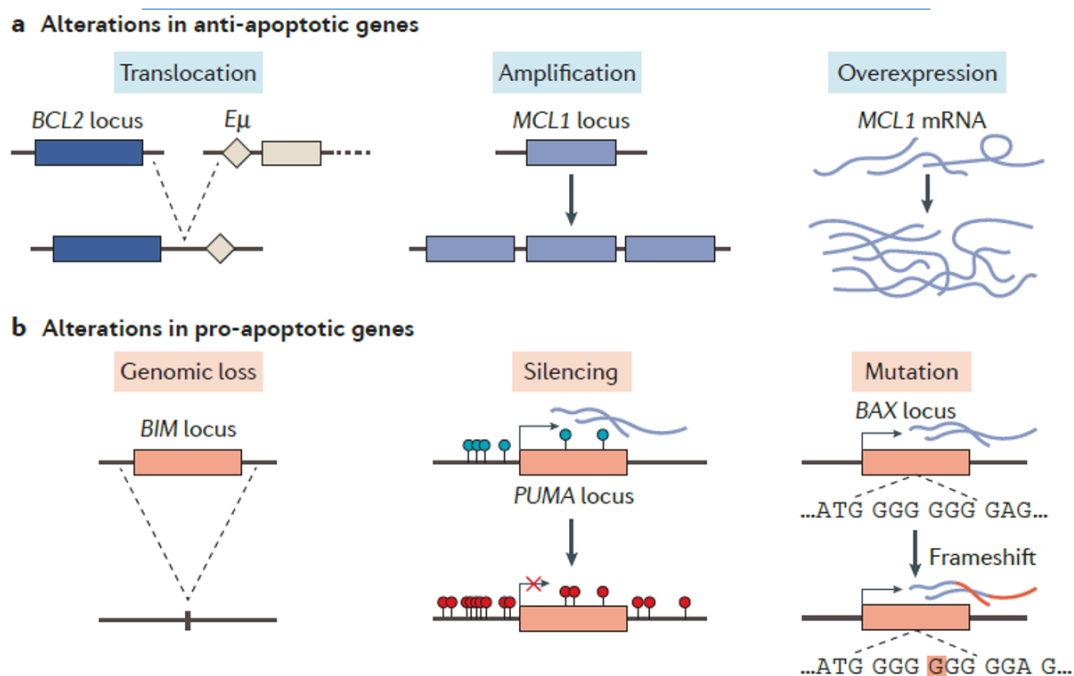 a Alterations in anti-apoptotic genes
Translocation
Amplification
Overexpression
BCL2 locus
Eμ
MCL1 locus
MCL1 mRNA
b Alterations in pro-apoptotic genes
Genomic loss
Silencing
Mutation
BIM locus
BAX locus
PUMA locus
...ATG GGG GGG GAG...
Frameshift
...ATG GGG GGG GGA G...